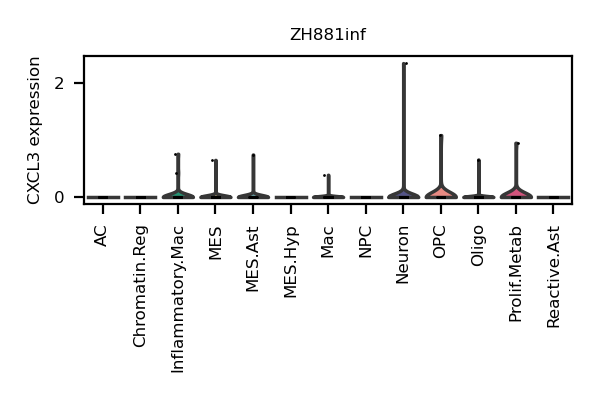 ZH881inf
CXCL3 expression
2
0
AC
Chromatin.Reg
Inflammatory.Mac
MES
MES.Ast
MES.Hyp
Mac
NPC
Neuron
OPC
Oligo
Prolif.Metab
Reactive.Ast